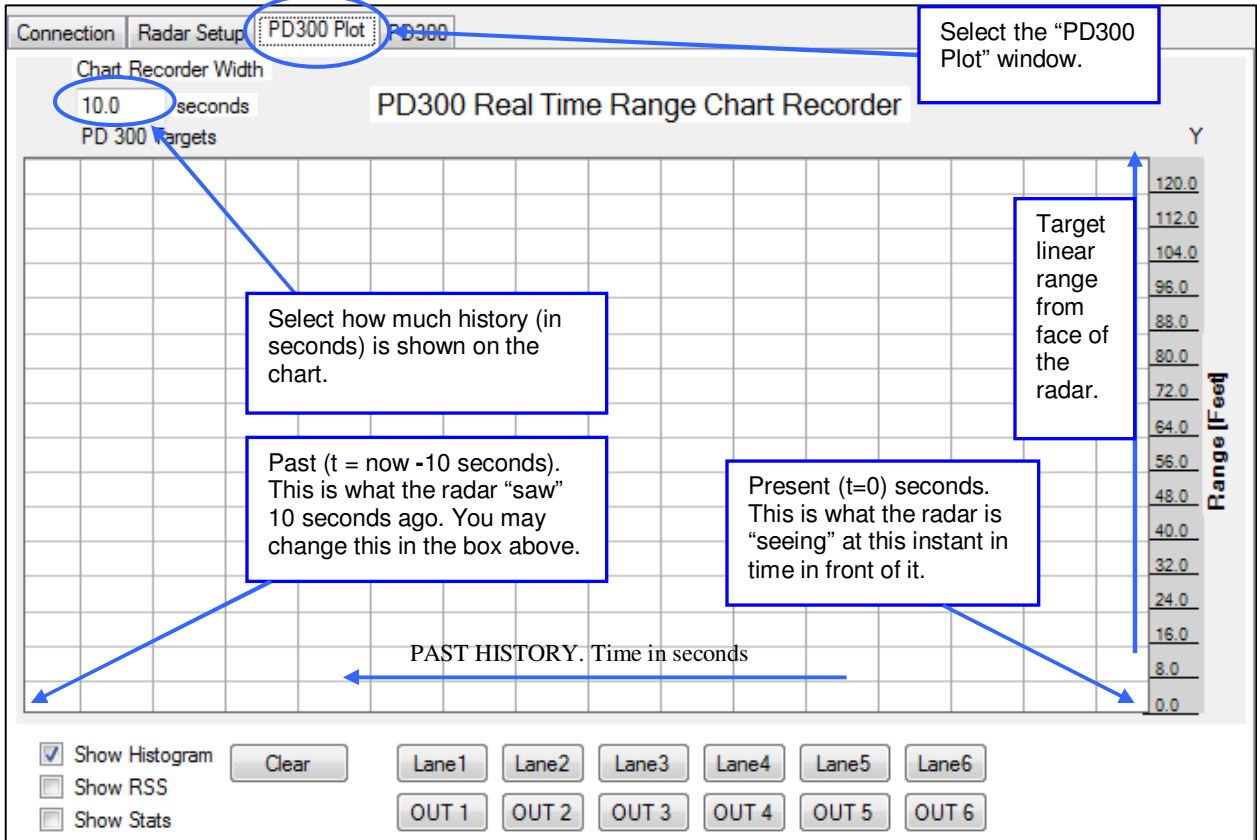 Connection Radar Setup PD300 Plot PD300
Select the “PD300
Plot” window.
Chart Recorder Width
10.0 seconds
PD300 Real Time Range Chart Recorder
PD 300 Targets
Y
120.0
112.0
104.0
96.0
88.0
80.0
72.0
64.0
56.0
48.0
40.0
32.0
24.0
16.0
8.0
0.0
Range [Feet]
Target
linear
range
from
face of
the
radar.
Select how much history (in
seconds) is shown on the
chart.
Past (t = now -10 seconds).
This is what the radar “saw”
10 seconds ago. You may
change this in the box above.
Present (t=0) seconds.
This is what the radar is
“seeing” at this instant in
time in front of it.
PAST HISTORY. Time in seconds
Show Histogram Clear Lane1 Lane2 Lane3 Lane4 Lane5 Lane6
Show RSS
Show Stats OUT 1 OUT 2 OUT 3 OUT 4 OUT 5 OUT 6